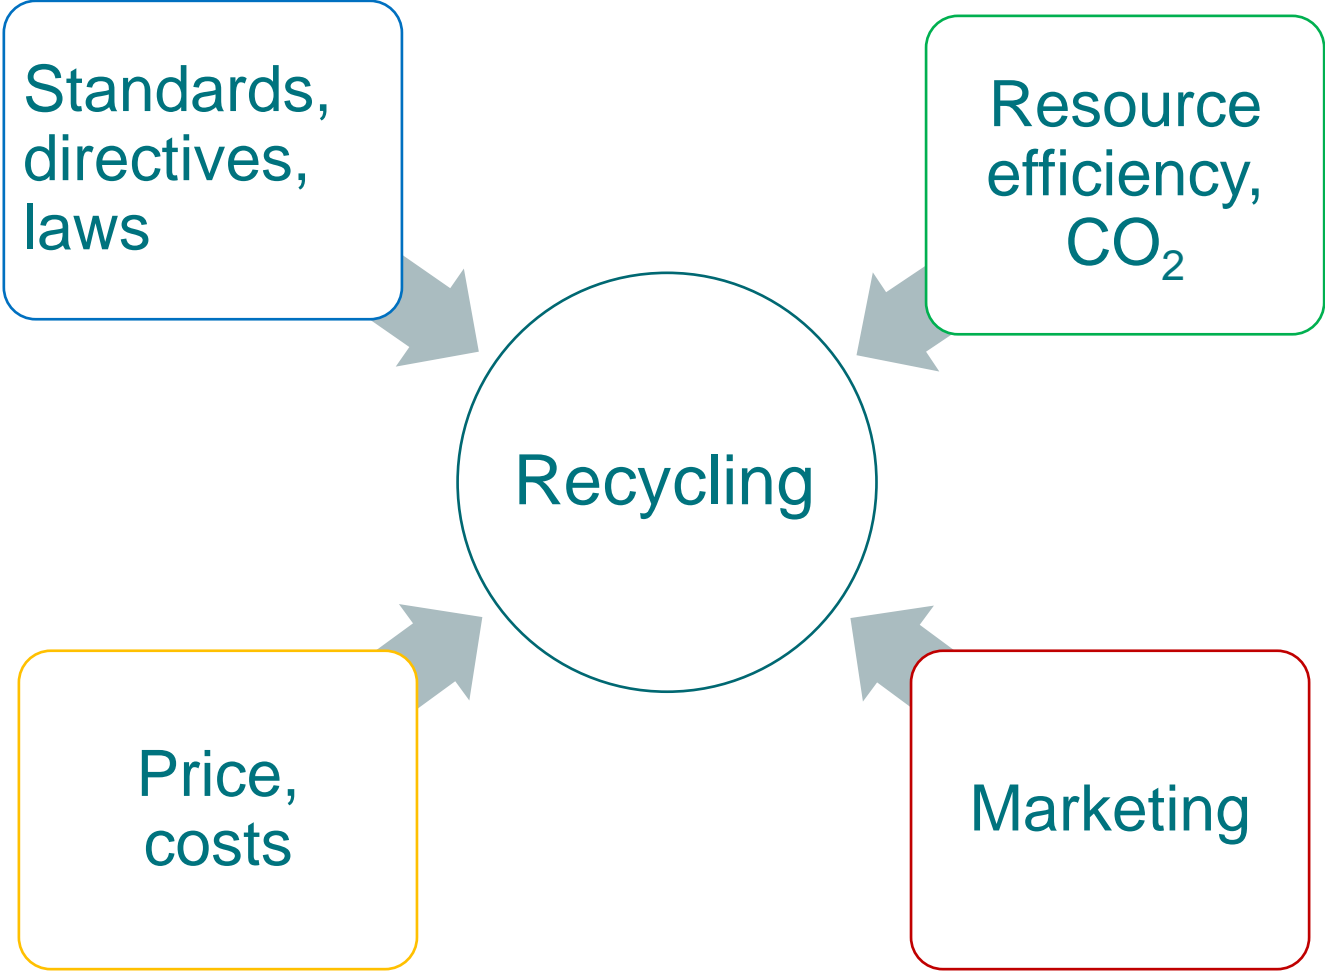 Standards,
directives,
laws
Resource
efficiency,
CO₂
Recycling
Price,
costs
Marketing